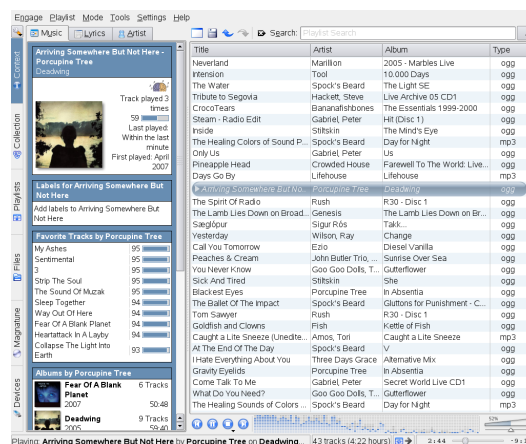 Engage Playlist Mode Tools Settings Help
Music Lyrics Artist
Search: Playlist Search
Context
Collection
Playlists
Files
Magnatune
Devices
Arriving Somewhere But Not Here -
Porcupine Tree
Deadwing
Track played 3
times
59
Last played:
Within the last
minute
First played: April
2007
Labels for Arriving Somewhere But
Not Here
Add labels to Arriving Somewhere But
Not Here
Favorite Tracks by Porcupine Tree
My Ashes 95
Sentimental 95
3 95
Strip The Soul 95
The Sound Of Muzak 95
Sleep Together 94
Way Out Of Here 94
Fear Of A Blank Planet 94
Heartattack In A Layby 94
Collapse The Light Into
Earth 93
Albums by Porcupine Tree
Fear Of A Blank 6 Tracks
Planet
2007 50:48
Deadwing 9 Tracks
2005 59:40
Title Artist Album Type
Neverland Marillion 2005 - Marbles Live ogg
Intension Tool 10.000 Days ogg
The Water Spock's Beard The Light SE ogg
Tribute to Segovia Hackett, Steve Live Archive 05 CD1 ogg
CrocoTears Bananafishbones The Essentials 1999-2000 ogg
Steam - Radio Edit Gabriel, Peter Hit (Disc 1) ogg
Inside Stiltskin The Mind's Eye ogg
The Healing Colors of Sound P... Spock's Beard Day for Night mp3
Only Us Gabriel, Peter Us ogg
Pineapple Head Crowded House Farewell To The World: Live... ogg
Days Go By Lifehouse Lifehouse mp3
Arriving Somewhere But No... Porcupine Tree Deadwing ogg
The Spirit Of Radio Rush R30 - Disc 1 ogg
The Lamb Lies Down on Broad... Genesis The Lamb Lies Down on Br... ogg
Sæglópur Sigur Rós Takk... ogg
Yesterday Wilson, Ray Change ogg
Call You Tomorrow Ezio Diesel Vanilla ogg
Peaches & Cream John Butler Trio, ... Sunrise Over Sea ogg
You Never Know Goo Goo Dolls, T... Gutterflower ogg
Sick And Tired Stiltskin She ogg
Blackest Eyes Porcupine Tree In Absentia ogg
The Ballet Of The Impact Spock's Beard Gluttons for Punishment - C... ogg
Tom Sawyer Rush R30 - Disc 1 ogg
Goldfish and Clowns Fish Kettle of Fish ogg
Caught a Lite Sneeze (Unedite... Amos, Tori Caught a Lite Sneeze mp3
At The End Of The Day Spock's Beard V ogg
I Hate Everything About You Three Days Grace Alternative Mix ogg
Gravity Eyelids Porcupine Tree In Absentia ogg
Come Talk To Me Gabriel, Peter Secret World Live CD1 ogg
What Do You Need? Goo Goo Dolls, T... Gutterflower ogg
The Healing Sounds of Colors ... Spock's Beard Day for Night mp3
52%
Playing: Arriving Somewhere But Not Here by Porcupine Tree on Deadwing... 43 tracks (4:22 hours) 2:44